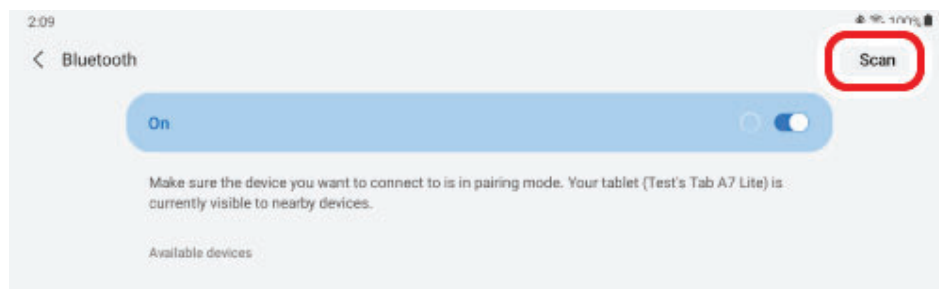 2:09
100%
Bluetooth
Scan
On
Make sure the device you want to connect to is in pairing mode. Your tablet (Test's Tab A7 Lite) is
currently visible to nearby devices.
Available devices